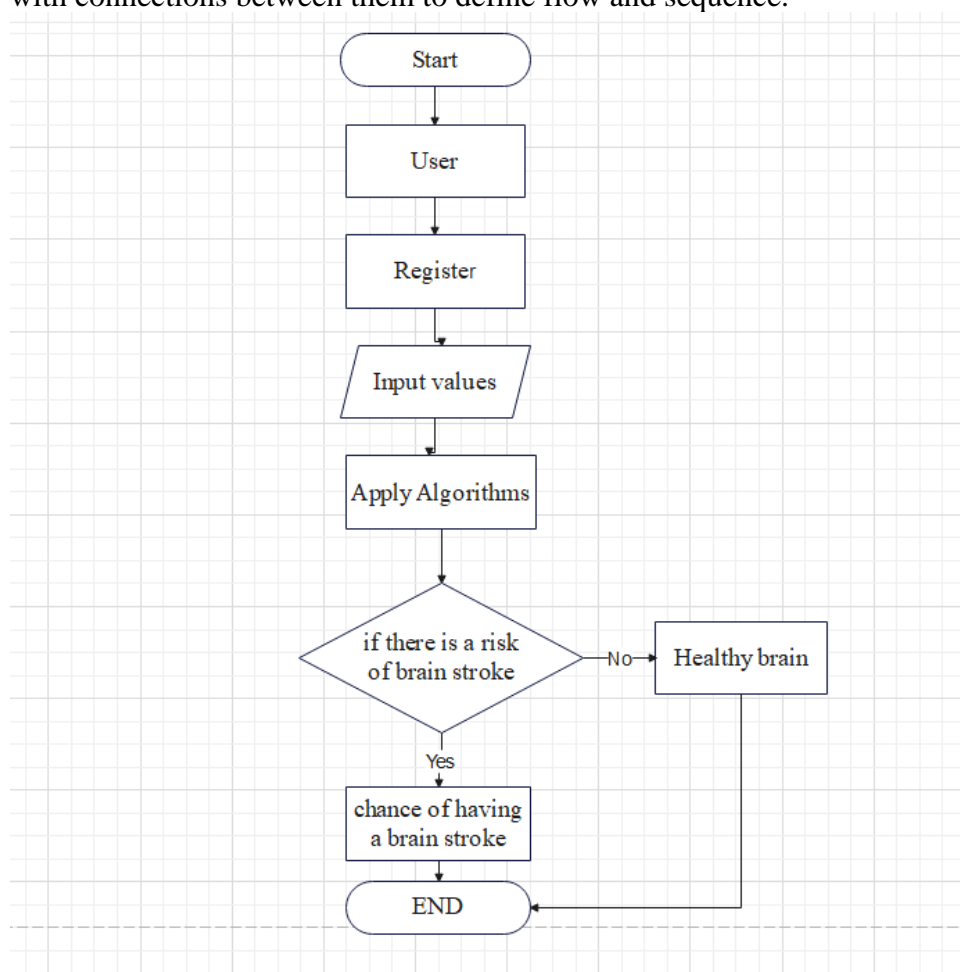 with connections between them to define flow and sequence.
Start
User
Register
Input values
Apply Algorithms
if there is a risk
of brain stroke
No
Healthy brain
Yes
chance of having
a brain stroke
END